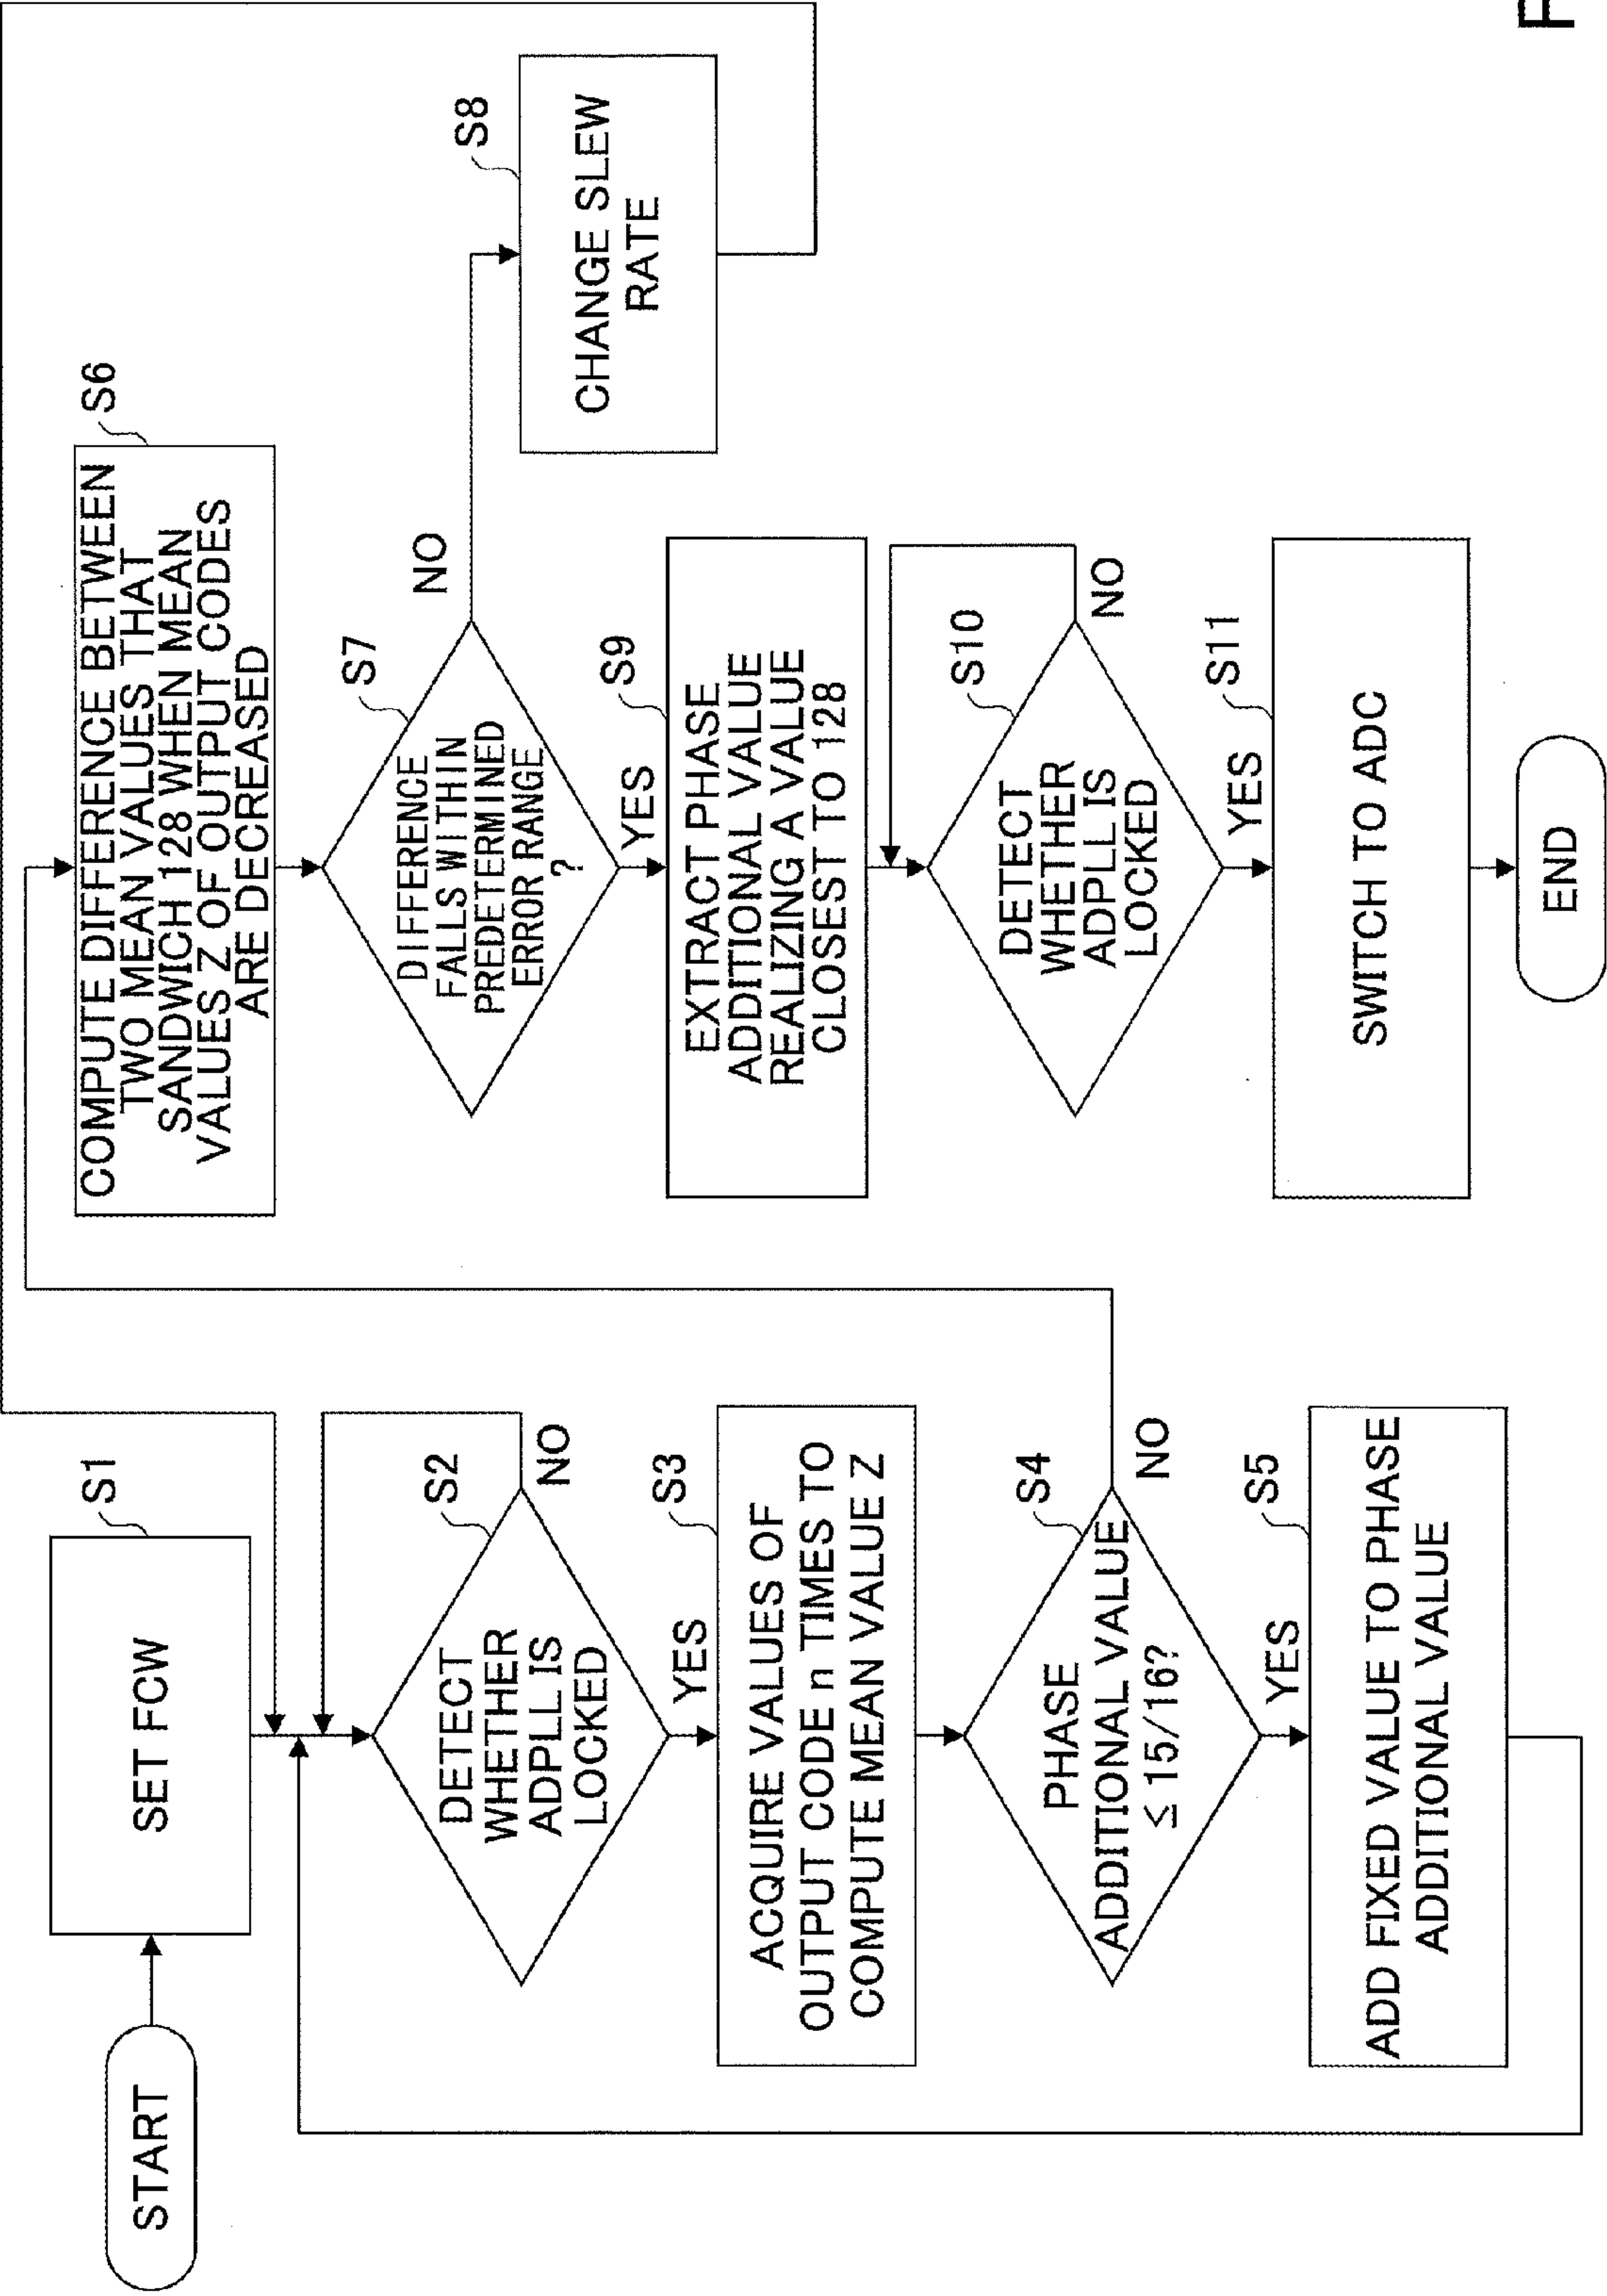 START
SET FCW
S1
DETECT
WHETHER
ADPLL IS
LOCKED
S2
NO
YES
ACQUIRE VALUES OF
OUTPUT CODE n TIMES TO
COMPUTE MEAN VALUE Z
S3
PHASE
ADDITIONAL VALUE
≤ 15/16?
S4
NO
YES
ADD FIXED VALUE TO PHASE
ADDITIONAL VALUE
S5
COMPUTE DIFFERENCE BETWEEN
TWO MEAN VALUES THAT
SANDWICH 128 WHEN MEAN
VALUES Z OF OUTPUT CODES
ARE DECREASED
S6
DIFFERENCE
FALLS WITHIN
PREDETERMINED
ERROR RANGE
?
S7
NO
YES
CHANGE SLEW
RATE
S8
EXTRACT PHASE
ADDITIONAL VALUE
REALIZING A VALUE
CLOSEST TO 128
S9
DETECT
WHETHER
ADPLL IS
LOCKED
S10
NO
YES
SWITCH TO ADC
S11
END